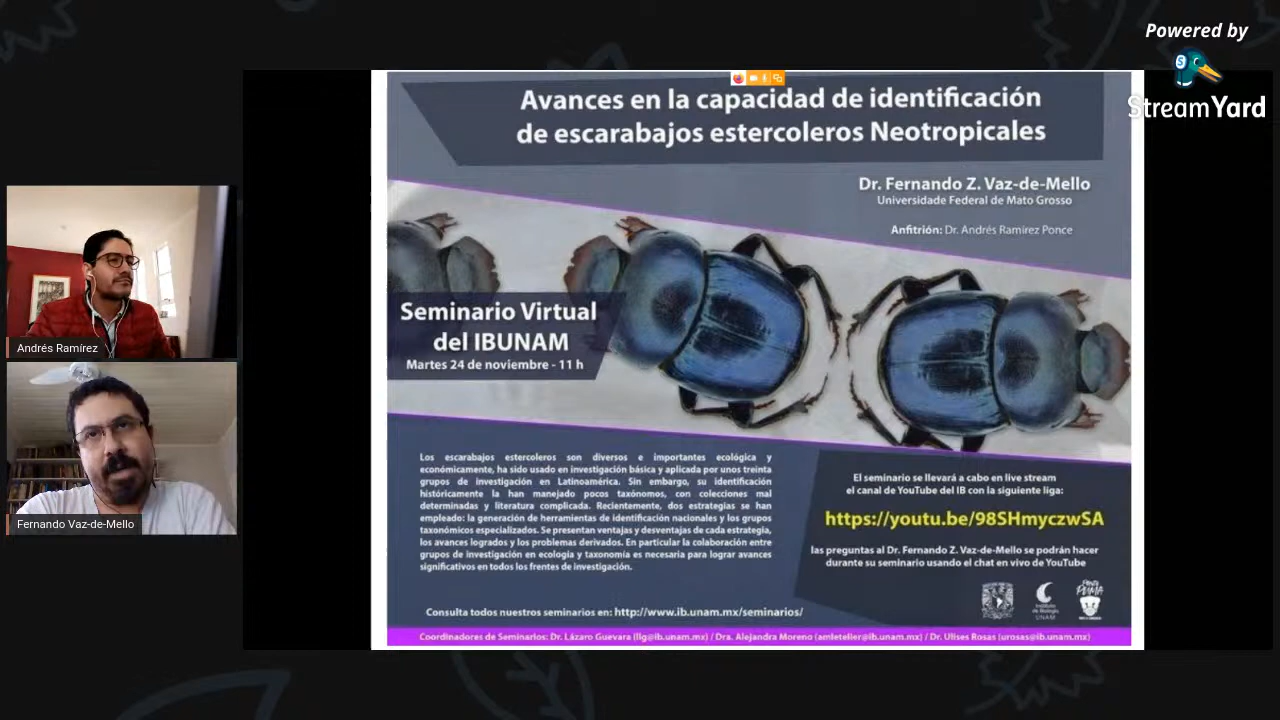 Powered by
StreamYard
Avances en la capacidad de identificación
de escarabajos estercoleros Neotropicales
Dr. Fernando Z. Vaz-de-Mello
Universidade Federal de Mato Grosso
Anfitrión: Dr. Andrés Ramírez Ponce
Seminario Virtual
del IBUNAM
Martes 24 de noviembre - 11 h
Andrés Ramírez
Fernando Vaz-de-Mello
Los escarabajos estercoleros son diversos e importantes ecológica y
económicamente, ha sido usado en investigación básica y aplicada por unos treinta
grupos de investigación en Latinoamérica. Sin embargo, su identificación
históricamente la han manejado pocos taxónomos, con colecciones mal
determinadas y literatura complicada. Recientemente, dos estrategias se han
empleado: la generación de herramientas de identificación nacionales y los grupos
taxonómicos especializados. Se presentan ventajas y desventajas de cada estrategia,
los avances logrados y los problemas derivados. En particular la colaboración entre
grupos de investigación en ecología y taxonomía es necesaria para lograr avances
significativos en todos los frentes de investigación.
El seminario se llevará a cabo en live stream
el canal de YouTube del IB con la siguiente liga:
https://youtu.be/98SHmyczwSA
las preguntas al Dr. Fernando Z. Vaz-de-Mello se podrán hacer
durante su seminario usando el chat en vivo de YouTube
Instituto
de Biología
UNAM
Consulta todos nuestros seminarios en: http://www.ib.unam.mx/seminarios/
Coordinadores de Seminarios: Dr. Lázaro Guevara (llg@ib.unam.mx) / Dra. Alejandra Moreno (amletelier@ib.unam.mx) / Dr. Ulises Rosas (urosas@ib.unam.mx)